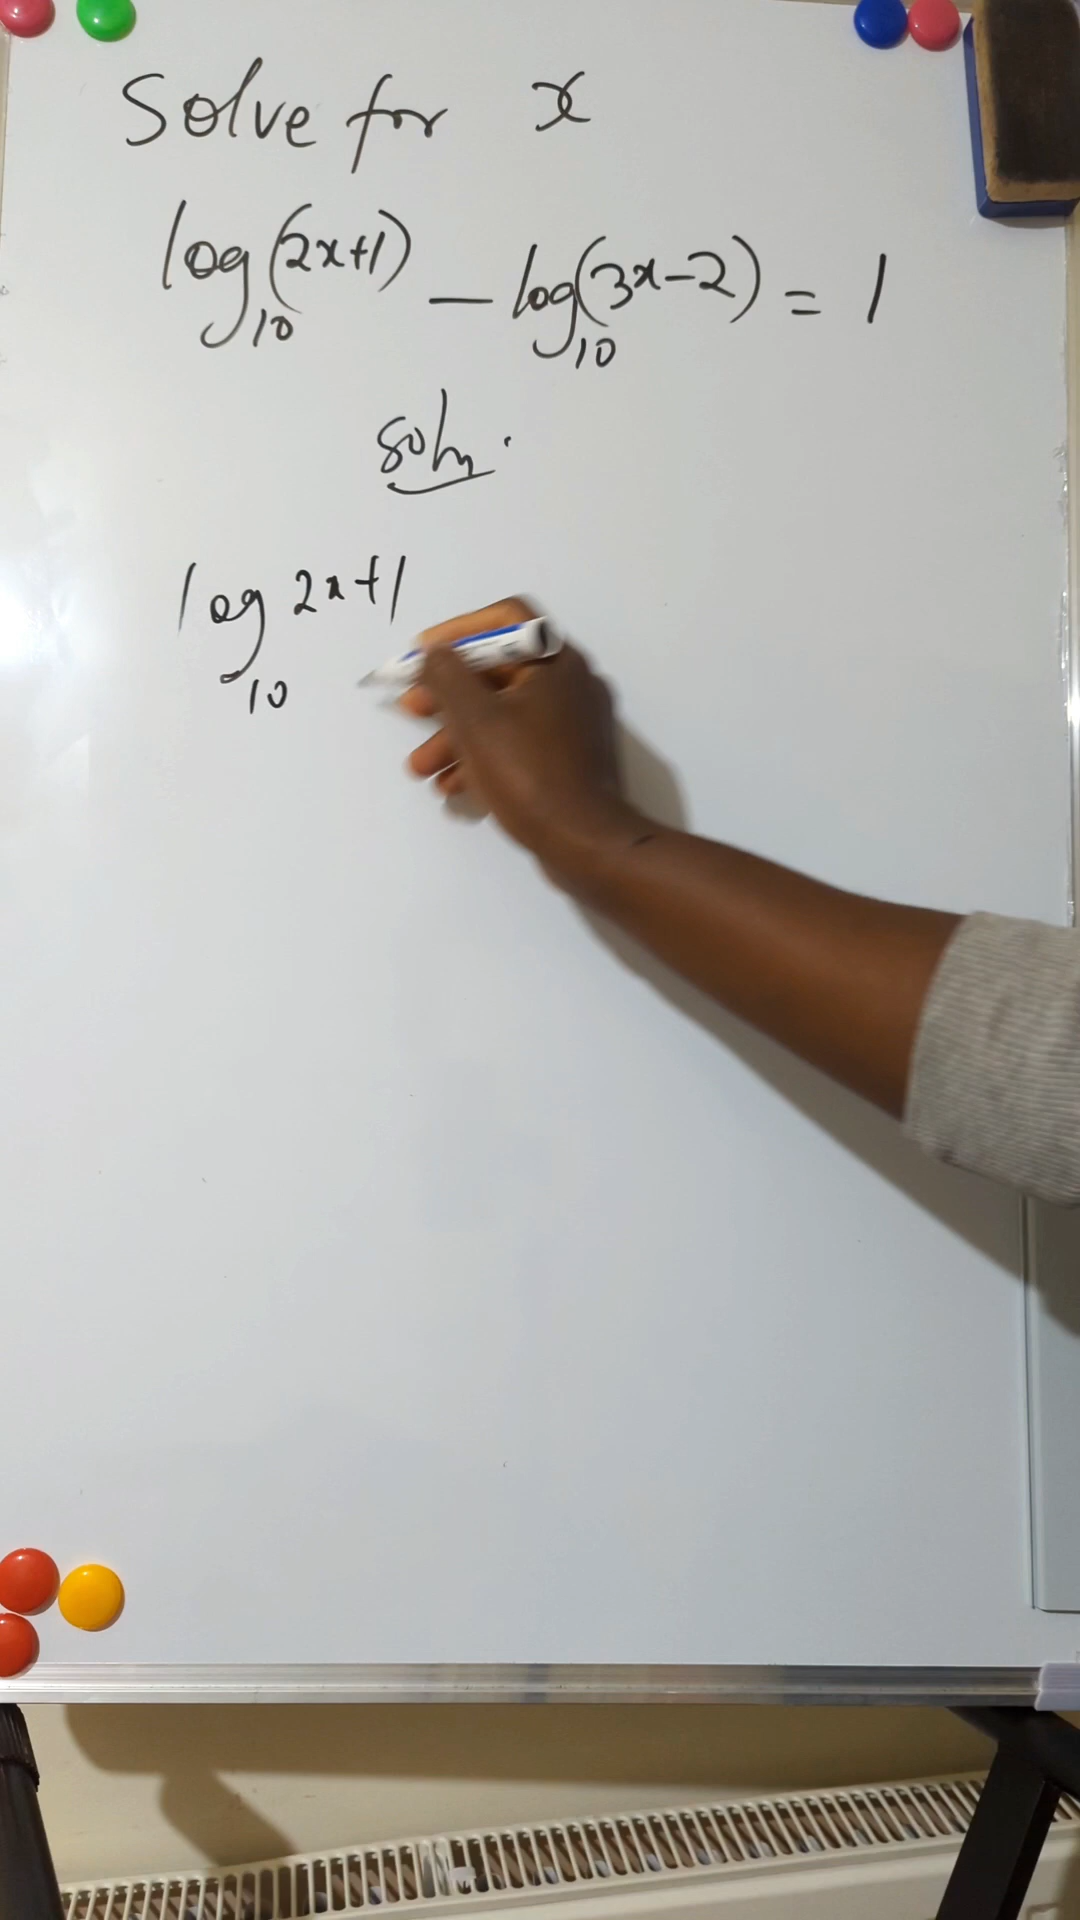 Solve for x
log₁₀(2x+1) − log₁₀(3x−2) = 1
soln.
log₁₀ 2x+1